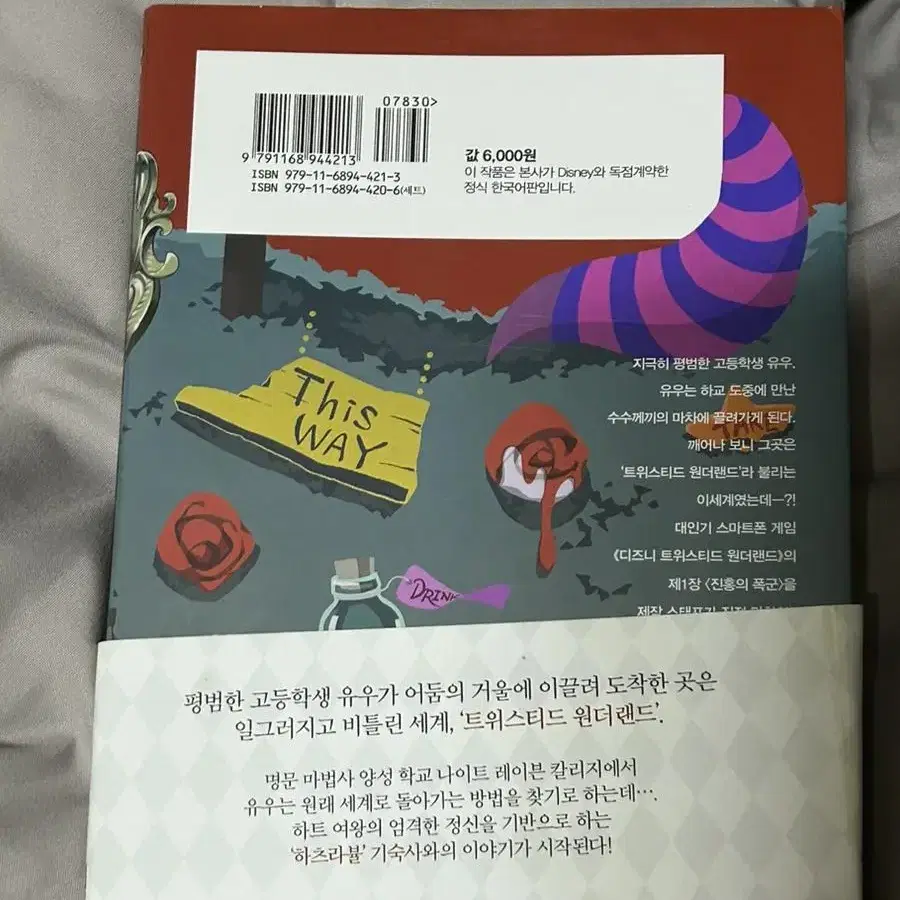 07830>
9 791168 944213
ISBN 979-11-6894-421-3
ISBN 979-11-6894-420-6(세트)
값 6,000원
이 작품은 본사가 Disney와 독점계약한
정식 한국어판입니다.
This
WAY
지극히 평범한 고등학생 유우.
유우는 하교 도중에 만난
수수께끼의 마차에 끌려가게 된다.
깨어나 보니 그곳은
'트위스티드 원더랜드'라 불리는
이세계였는데―?!
대인기 스마트폰 게임
《디즈니 트위스티드 원더랜드》의
제1장 〈진홍의 폭군〉을
DRINK
평범한 고등학생 유우가 어둠의 거울에 이끌려 도착한 곳은
일그러지고 비틀린 세계, '트위스티드 원더랜드'.
명문 마법사 양성 학교 나이트 레이븐 칼리지에서
유우는 원래 세계로 돌아가는 방법을 찾기로 하는데….
하트 여왕의 엄격한 정신을 기반으로 하는
'하츠라뷸' 기숙사와의 이야기가 시작된다!